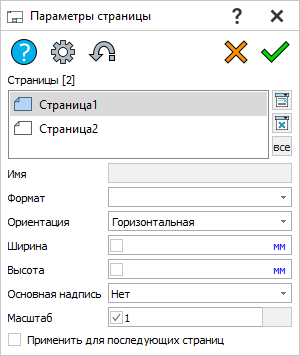 Параметры страницы ?
?
Страницы [2]
Страница1
Страница2
все
Имя
Формат
Ориентация Горизонтальная
Ширина мм
Высота мм
Основная надпись Нет
Масштаб 1
Применить для последующих страниц